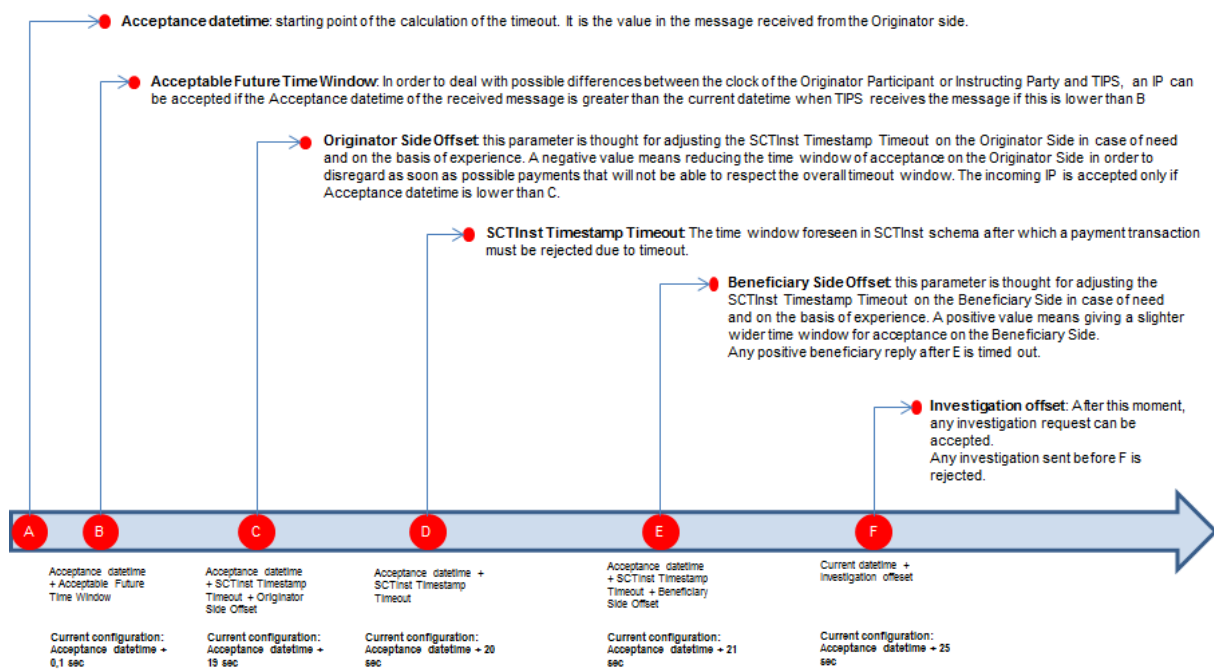 Acceptance datetime: starting point of the calculation of the timeout. It is the value in the message received from the Originator side.
Acceptable Future Time Window: In order to deal with possible differences between the clock of the Originator Participant or Instructing Party and TIPS, an IP can
be accepted if the Acceptance datetime of the received message is greater than the current datetime when TIPS receives the message if this is lower than B
Originator Side Offset: this parameter is thought for adjusting the SCTInst Timestamp Timeout on the Originator Side in case of need
and on the basis of experience. A negative value means reducing the time window of acceptance on the Originator Side in order to
disregard as soon as possible payments that will not be able to respect the overall timeout window. The incoming IP is accepted only if
Acceptance datetime is lower than C.
SCTInst Timestamp Timeout: The time window foreseen in SCTInst schema after which a payment transaction
must be rejected due to timeout.
Beneficiary Side Offset: this parameter is thought for adjusting the
SCTInst Timestamp Timeout on the Beneficiary Side in case of need
and on the basis of experience. A positive value means giving a slighter
wider time window for acceptance on the Beneficiary Side.
Any positive beneficiary reply after E is timed out.
Investigation offset: After this moment,
any investigation request can be
accepted.
Any investigation sent before F is
rejected.
A
B
C
D
E
F
Acceptance datetime
+ Acceptable Future
Time Window
Acceptance datetime
+ SCTInst Timestamp
Timeout + Originator
Side Offset
Acceptance datetime +
SCTInst Timestamp
Timeout
Acceptance datetime
+ SCTInst Timestamp
Timeout + Beneficiary
Side Offset
Current datetime +
Investigation offeset
Current configuration:
Acceptance datetime +
0,1 sec
Current configuration:
Acceptance datetime +
19 sec
Current configuration:
Acceptance datetime + 20
sec
Current configuration:
Acceptance datetime + 21
sec
Current configuration:
Acceptance datetime + 25
sec